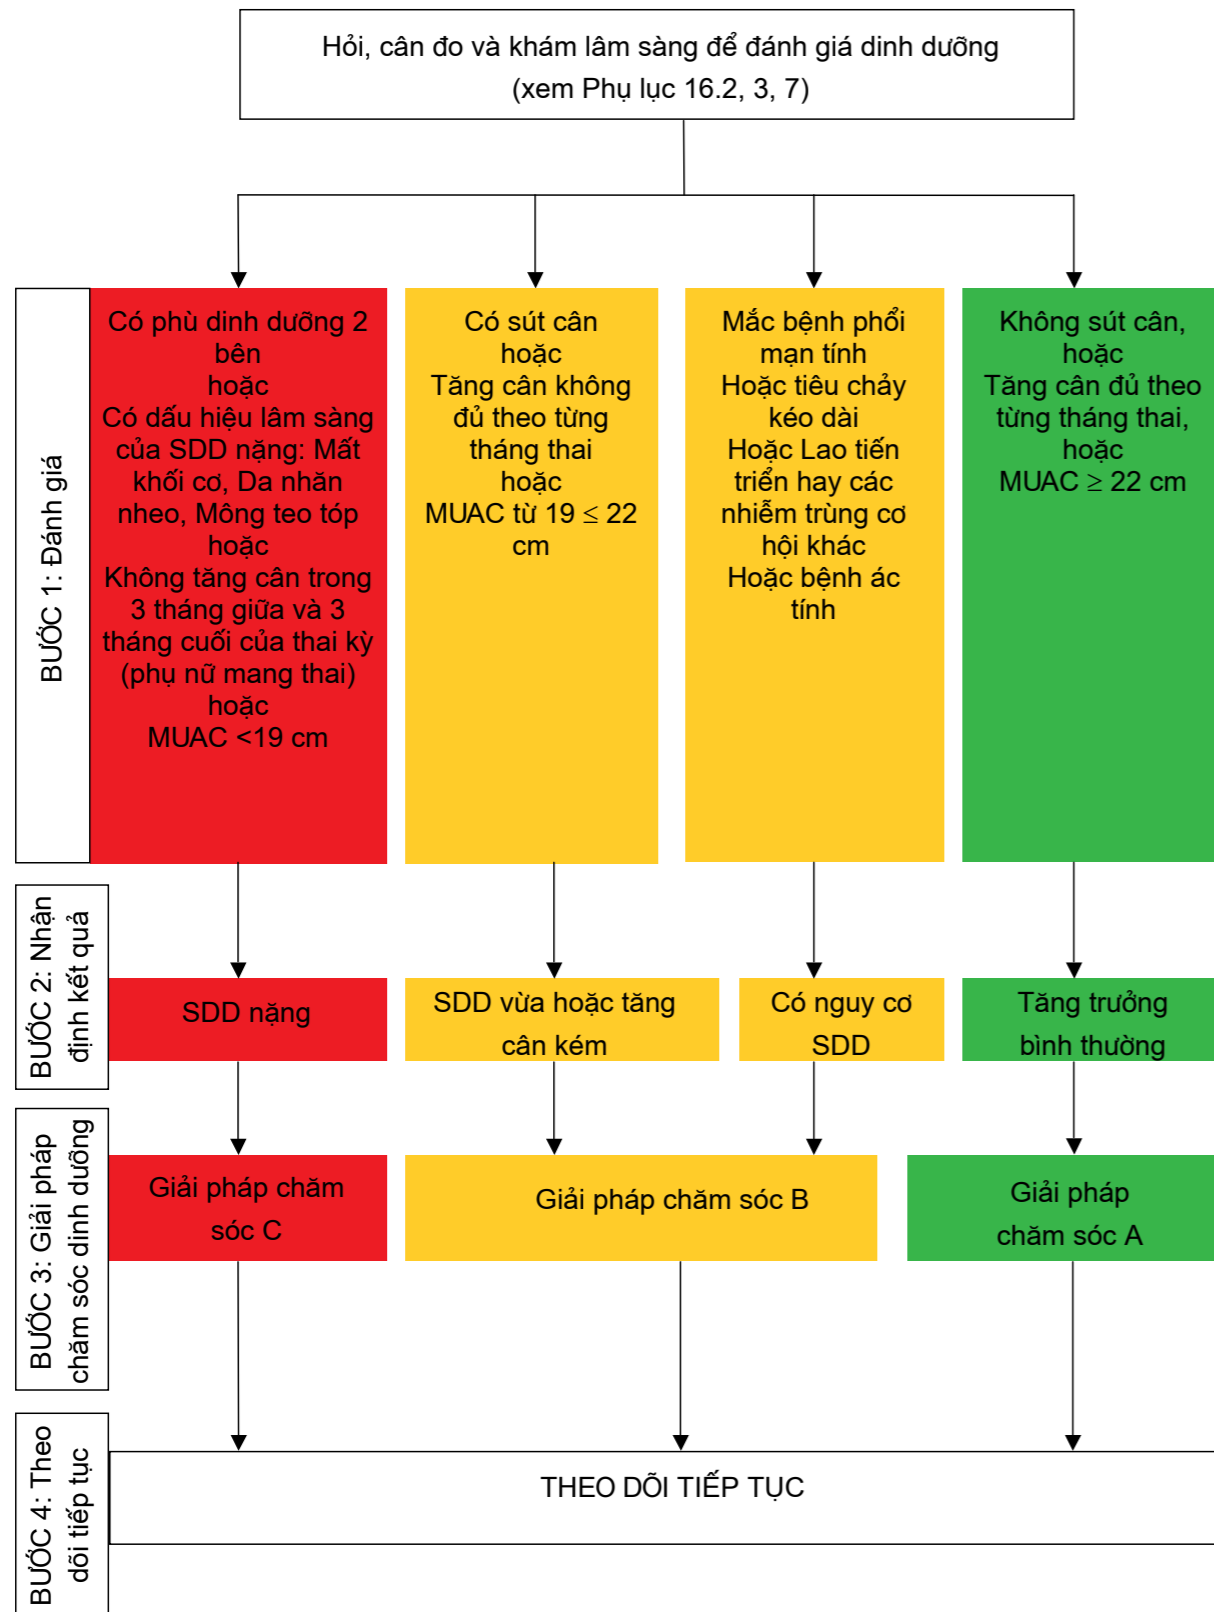 Hỏi, cân đo và khám lâm sàng để đánh giá dinh dưỡng
(xem Phụ lục 16.2, 3, 7)
BƯỚC 1: Đánh giá
Có phù dinh dưỡng 2
bên
hoặc
Có dấu hiệu lâm sàng
của SDD nặng: Mất
khối cơ, Da nhăn
nheo, Mông teo tóp
hoặc
Không tăng cân trong
3 tháng giữa và 3
tháng cuối của thai kỳ
(phụ nữ mang thai)
hoặc
MUAC <19 cm
Có sút cân
hoặc
Tăng cân không
đủ theo từng
tháng thai
hoặc
MUAC từ 19 ≤ 22
cm
Mắc bệnh phổi
mạn tính
Hoặc tiêu chảy
kéo dài
Hoặc Lao tiến
triển hay các
nhiễm trùng cơ
hội khác
Hoặc bệnh ác
tính
Không sút cân,
hoặc
Tăng cân đủ theo
từng tháng thai,
hoặc
MUAC ≥ 22 cm
BƯỚC 2: Nhận
định kết quả
SDD nặng
SDD vừa hoặc tăng
cân kém
Có nguy cơ
SDD
Tăng trưởng
bình thường
BƯỚC 3: Giải pháp
chăm sóc dinh dưỡng
Giải pháp chăm
sóc C
Giải pháp chăm sóc B
Giải pháp
chăm sóc A
BƯỚC 4: Theo
dõi tiếp tục
THEO DÕI TIẾP TỤC